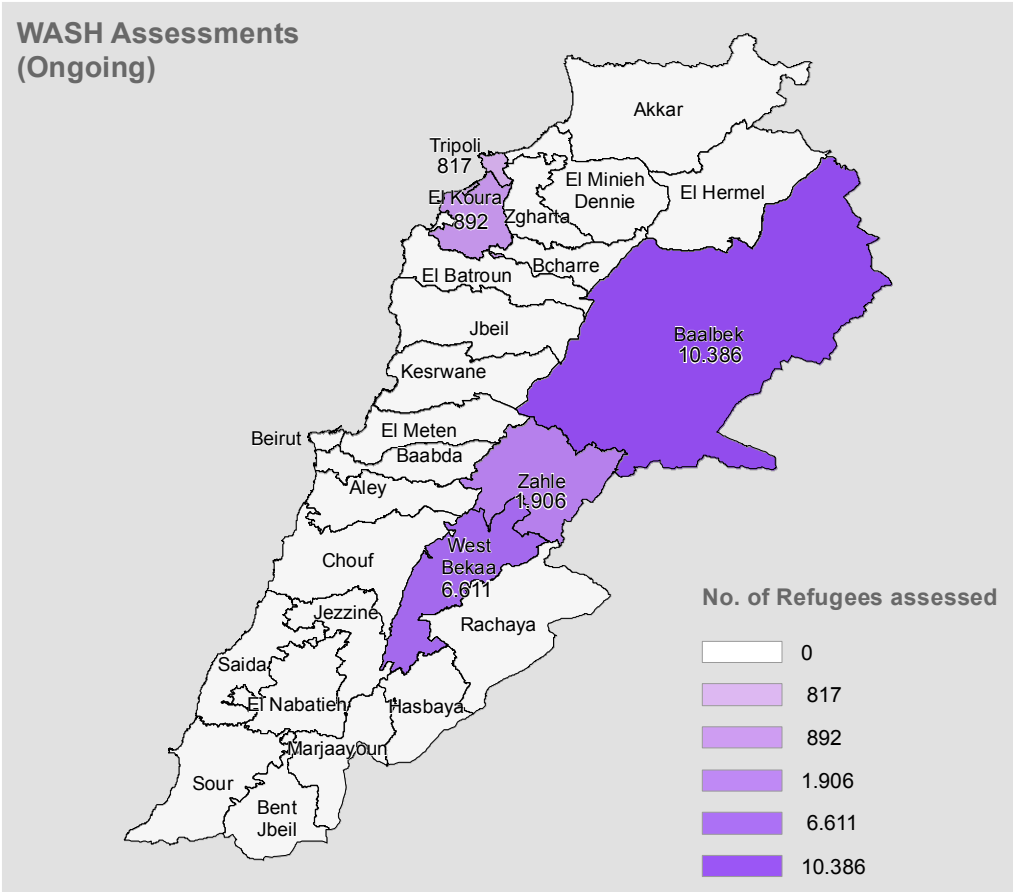 WASH Assessments
(Ongoing)
Akkar
Tripoli
817
El Minieh
Dennie
El Hermel
El Koura
892
Zgharta
Bcharre
El Batroun
Jbeil
Baalbek
10.386
Kesrwane
El Meten
Beirut
Baabda
Zahle
1.906
Aley
West
Bekaa
6.611
Chouf
Jezzine
Rachaya
Saida
El Nabatieh
Hasbaya
Marjaayoun
Sour
Bent
Jbeil
No. of Refugees assessed
0
817
892
1.906
6.611
10.386